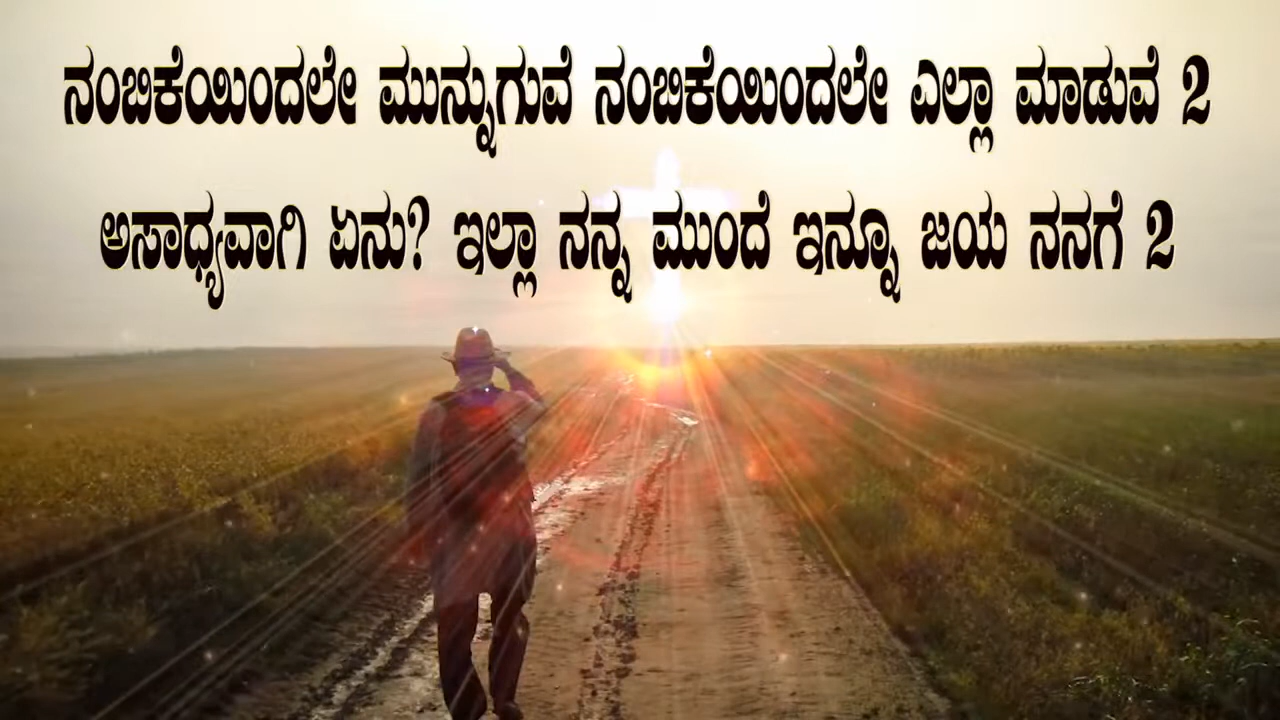 ನಂಬಿಕೆಯಿಂದಲೇ ಮುನ್ನುಗುವೆ ನಂಬಿಕೆಯಿಂದಲೇ ಎಲ್ಲಾ ಮಾಡುವೆ 2
ಅಸಾಧ್ಯವಾಗಿ ಏನು? ಇಲ್ಲಾ ನನ್ನ ಮುಂದೆ ಇನ್ನೂ ಜಯ ನನಗೆ 2